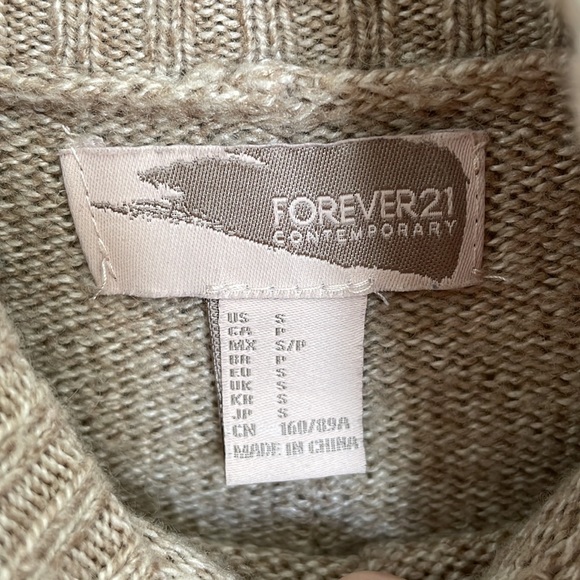 FOREVER21
CONTEMPORARY
US S
CA P
MX S/P
BR P
EU S
UK S
KR S
JP S
CN 160/89A
MADE IN CHINA